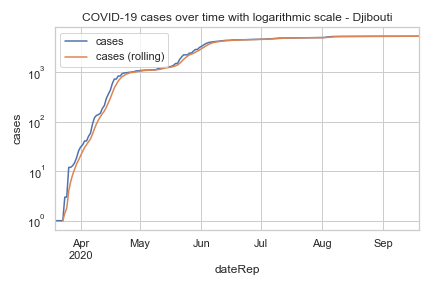 COVID-19 cases over time with logarithmic scale - Djibouti
cases
cases (rolling)
10³
10²
10¹
10⁰
cases
Apr
2020
May
Jun
Jul
Aug
Sep
dateRep